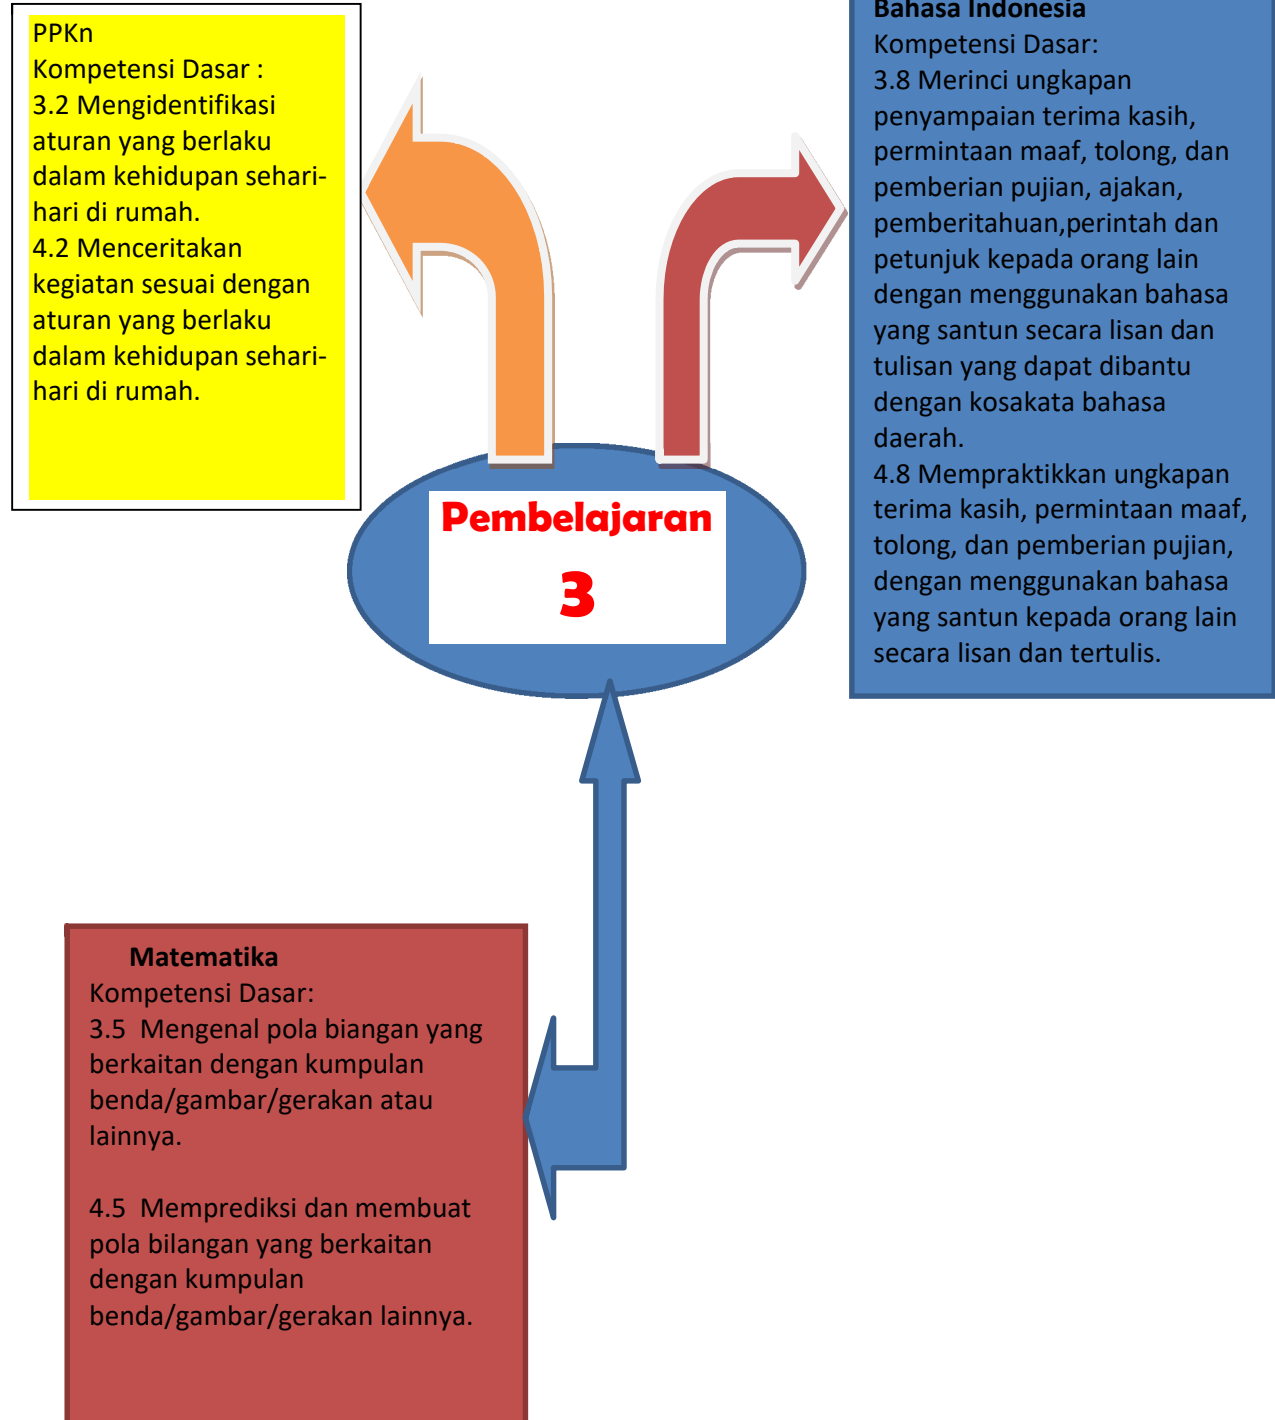 PPKn
Kompetensi Dasar :
3.2 Mengidentifikasi
aturan yang berlaku
dalam kehidupan sehari-
hari di rumah.
4.2 Menceritakan
kegiatan sesuai dengan
aturan yang berlaku
dalam kehidupan sehari-
hari di rumah.
Bahasa Indonesia
Kompetensi Dasar:
3.8 Merinci ungkapan
penyampaian terima kasih,
permintaan maaf, tolong, dan
pemberian pujian, ajakan,
pemberitahuan,perintah dan
petunjuk kepada orang lain
dengan menggunakan bahasa
yang santun secara lisan dan
tulisan yang dapat dibantu
dengan kosakata bahasa
daerah.
4.8 Mempraktikkan ungkapan
terima kasih, permintaan maaf,
tolong, dan pemberian pujian,
dengan menggunakan bahasa
yang santun kepada orang lain
secara lisan dan tertulis.
Pembelajaran
3
Matematika
Kompetensi Dasar:
3.5 Mengenal pola biangan yang
berkaitan dengan kumpulan
benda/gambar/gerakan atau
lainnya.
4.5 Memprediksi dan membuat
pola bilangan yang berkaitan
dengan kumpulan
benda/gambar/gerakan lainnya.